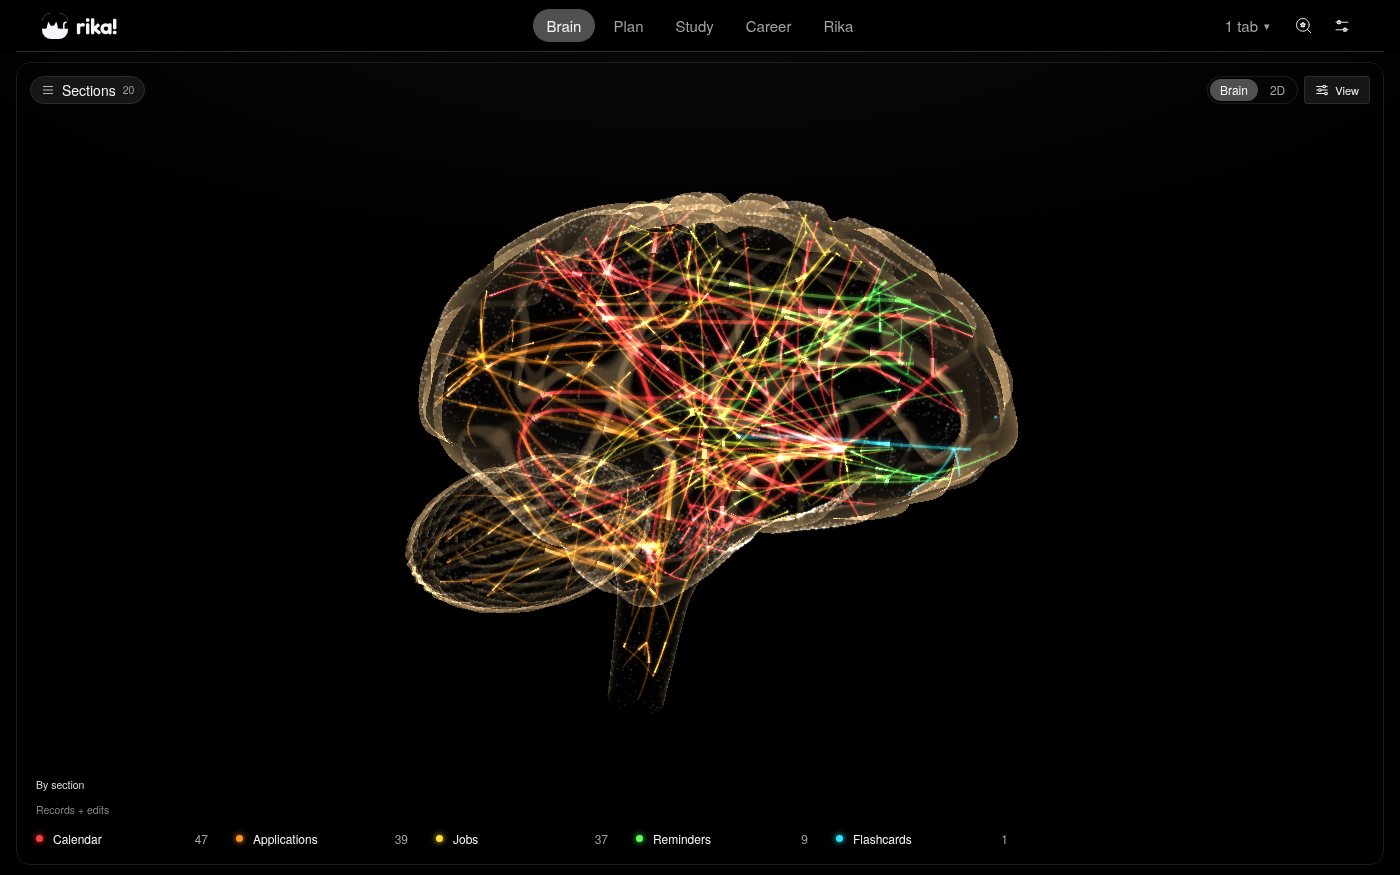 rika!
Brain Plan Study Career Rika
1 tab ▾
Sections 20
Brain 2D View
By section
Records + edits
Calendar 47 Applications 39 Jobs 37 Reminders 9 Flashcards 1